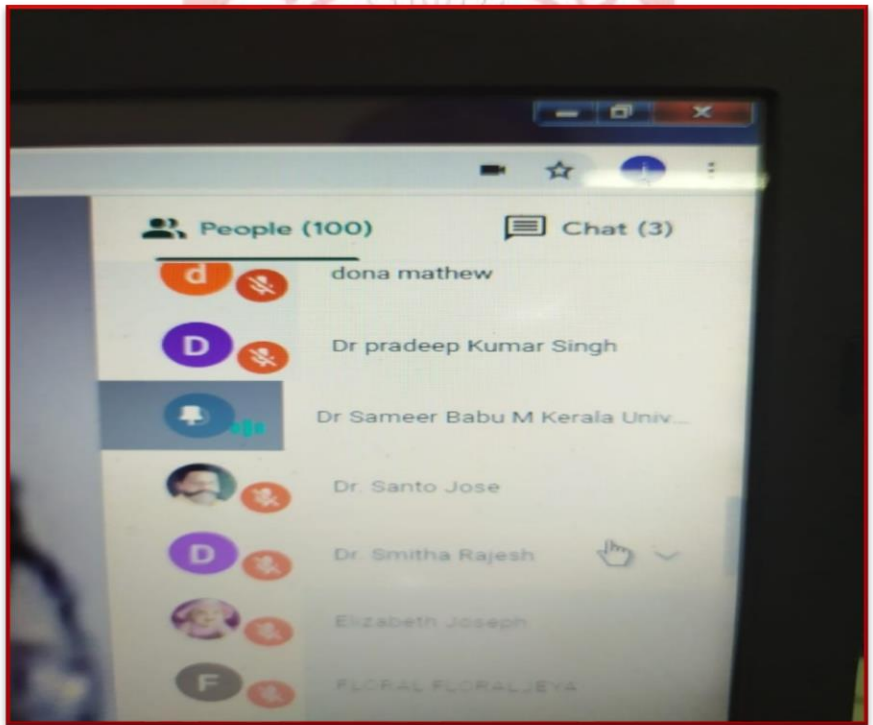 People (100)
Chat (3)
d
dona mathew
D
Dr pradeep Kumar Singh
Dr Sameer Babu M Kerala Univ...
Dr. Santo Jose
D
Dr. Smitha Rajesh
Elizabeth Joseph
F
FLORAL FLORALJEYA